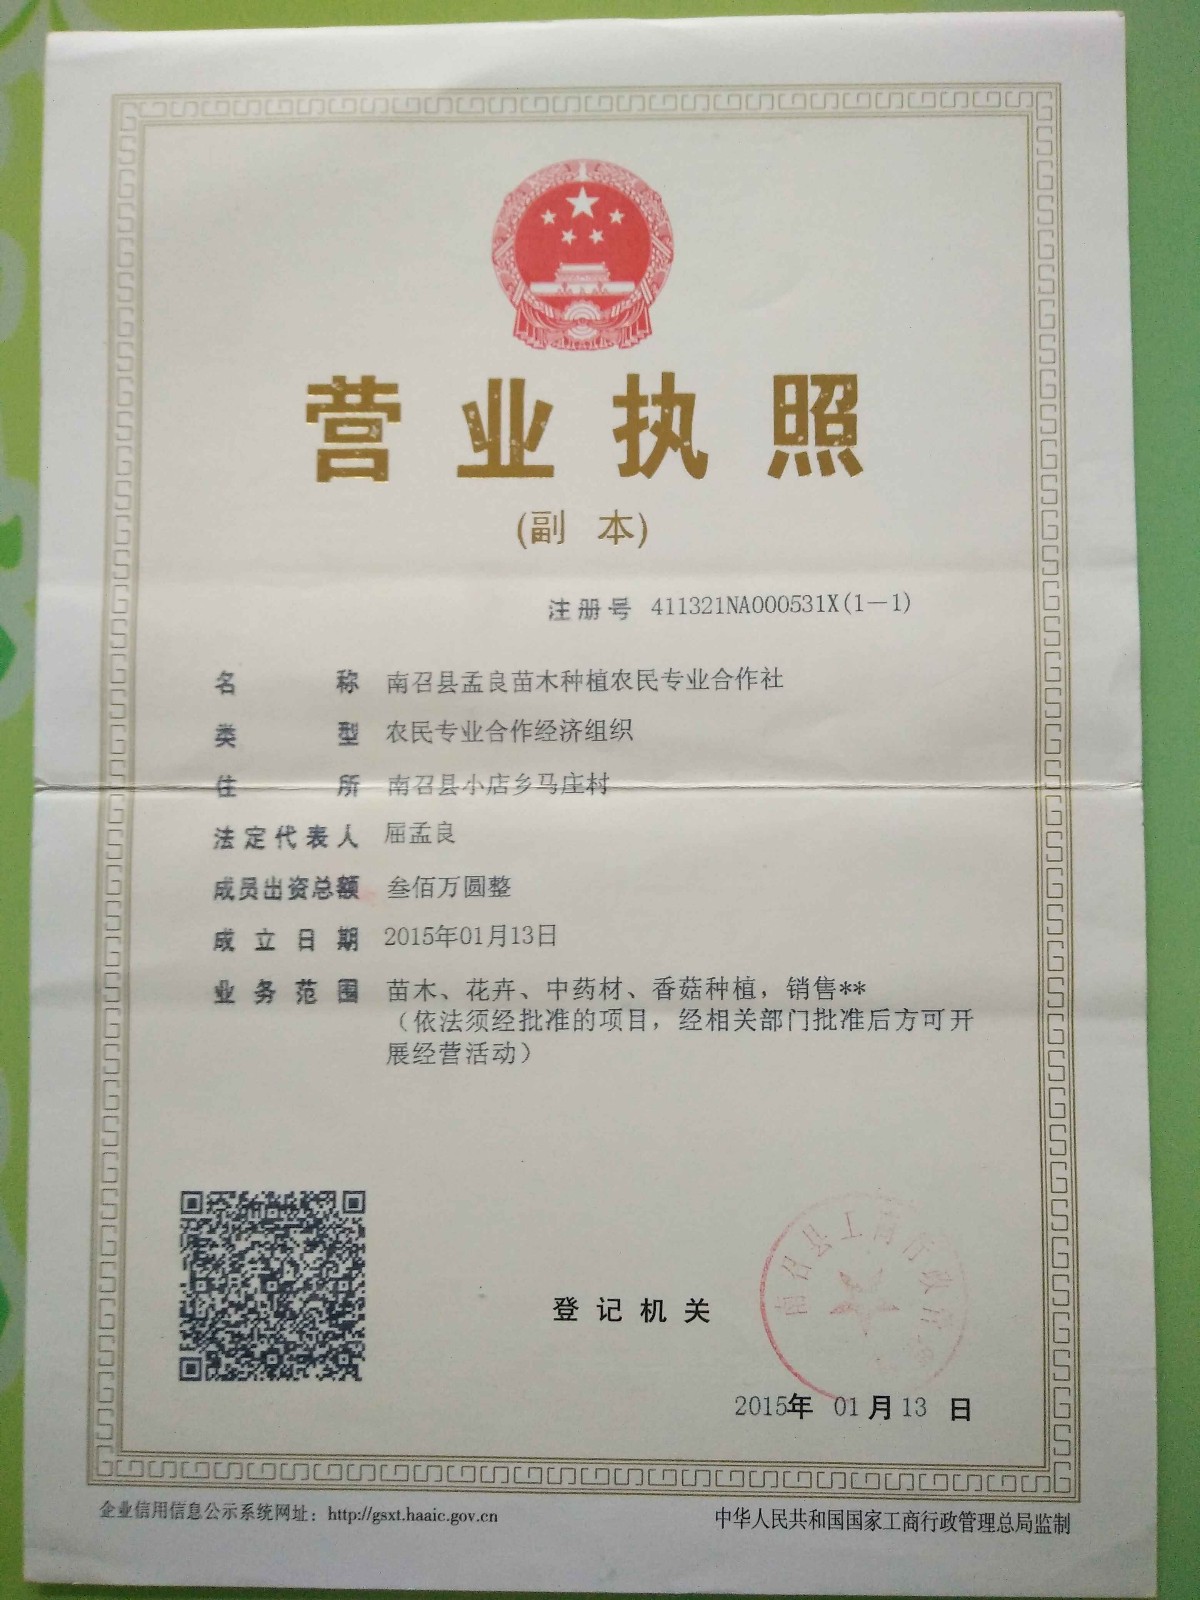 营业执照
(副 本)
注册号 411321NA000531X(1-1)
名称 南召县孟良苗木种植农民专业合作社
类型 农民专业合作经济组织
住所 南召县小店乡马庄村
法定代表人 屈孟良
成员出资总额 叁佰万圆整
成立日期 2015年01月13日
业务范围 苗木、花卉、中药材、香菇种植，销售**
（依法须经批准的项目，经相关部门批准后方可开
展经营活动）
南召县工商行政管
登记机关
2015年 01月13 日
企业信用信息公示系统网址：http://gsxt.haaic.gov.cn
中华人民共和国国家工商行政管理总局监制